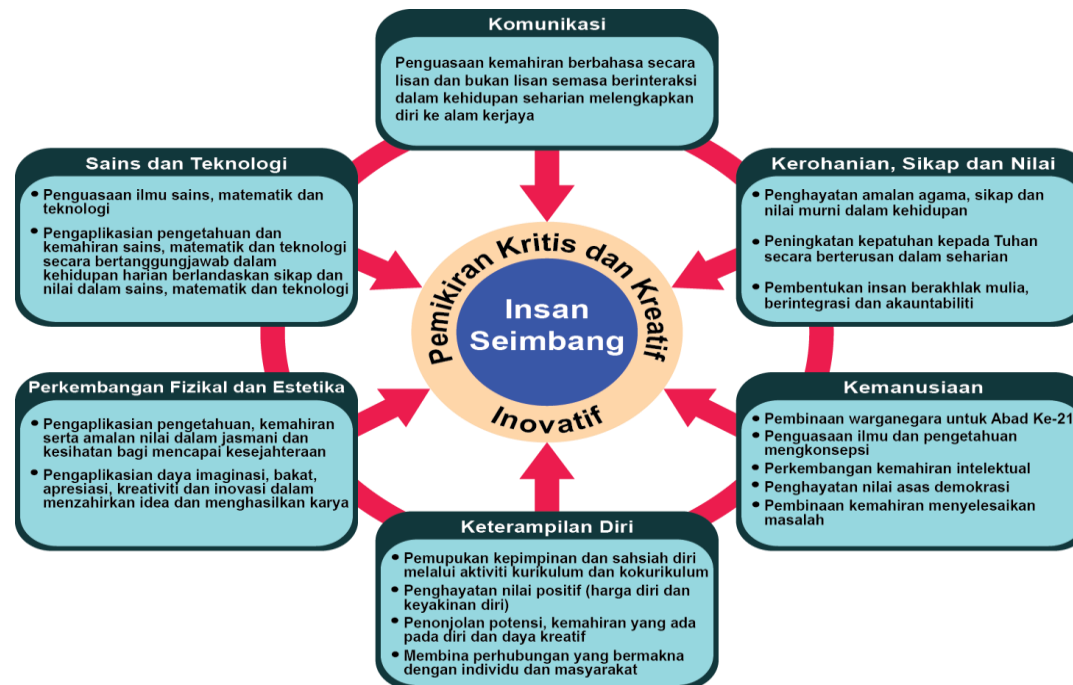 Komunikasi
Penguasaan kemahiran berbahasa secara
lisan dan bukan lisan semasa berinteraksi
dalam kehidupan seharian melengkapkan
diri ke alam kerjaya
Sains dan Teknologi
• Penguasaan ilmu sains, matematik dan
teknologi
• Pengaplikasian pengetahuan dan
kemahiran sains, matematik dan teknologi
secara bertanggungjawab dalam
kehidupan harian berlandaskan sikap dan
nilai dalam sains, matematik dan teknologi
Kerohanian, Sikap dan Nilai
• Penghayatan amalan agama, sikap dan
nilai murni dalam kehidupan
• Peningkatan kepatuhan kepada Tuhan
secara berterusan dalam seharian
• Pembentukan insan berakhlak mulia,
berintegrasi dan akauntabiliti
Pemikiran Kritis dan Kreatif
Insan
Seimbang
Inovatif
Perkembangan Fizikal dan Estetika
• Pengaplikasian pengetahuan, kemahiran
serta amalan nilai dalam jasmani dan
kesihatan bagi mencapai kesejahteraan
• Pengaplikasian daya imaginasi, bakat,
apresiasi, kreativiti dan inovasi dalam
menzahirkan idea dan menghasilkan karya
Kemanusiaan
• Pembinaan warganegara untuk Abad Ke-21
• Penguasaan ilmu dan pengetahuan
mengkonsepsi
• Perkembangan kemahiran intelektual
• Penghayatan nilai asas demokrasi
• Pembinaan kemahiran menyelesaikan
masalah
Keterampilan Diri
• Pemupukan kepimpinan dan sahsiah diri
melalui aktiviti kurikulum dan kokurikulum
• Penghayatan nilai positif (harga diri dan
keyakinan diri)
• Penonjolan potensi, kemahiran yang ada
pada diri dan daya kreatif
• Membina perhubungan yang bermakna
dengan individu dan masyarakat